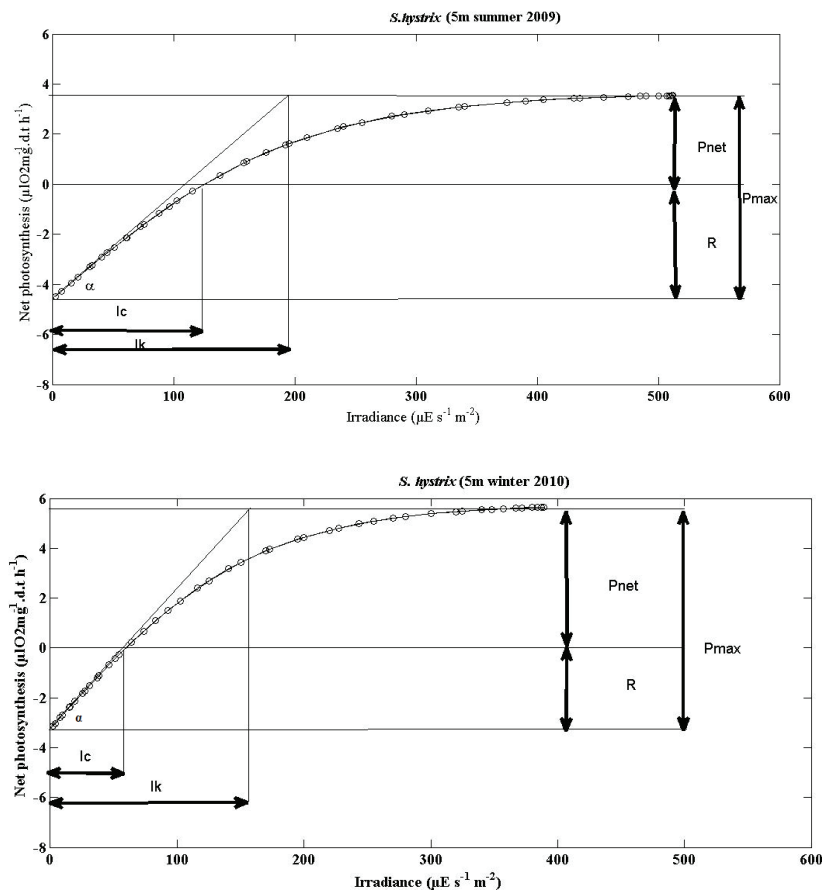 S.hystrix (5m summer 2009)
6
4
2
0
-2
-4
-6
-8
Net photosynthesis (µlO2mg⁻¹.d.t h⁻¹)
Pnet
Pmax
R
α
Ic
Ik
0 100 200 300 400 500 600
Irradiance (µE s⁻¹ m⁻²)
S. hystrix (5m winter 2010)
6
4
2
0
-2
-4
-6
-8
Net photosynthesis (µlO2mg⁻¹.d.t h⁻¹)
Pnet
Pmax
R
α
Ic
Ik
0 100 200 300 400 500 600
Irradiance (µE s⁻¹ m⁻²)